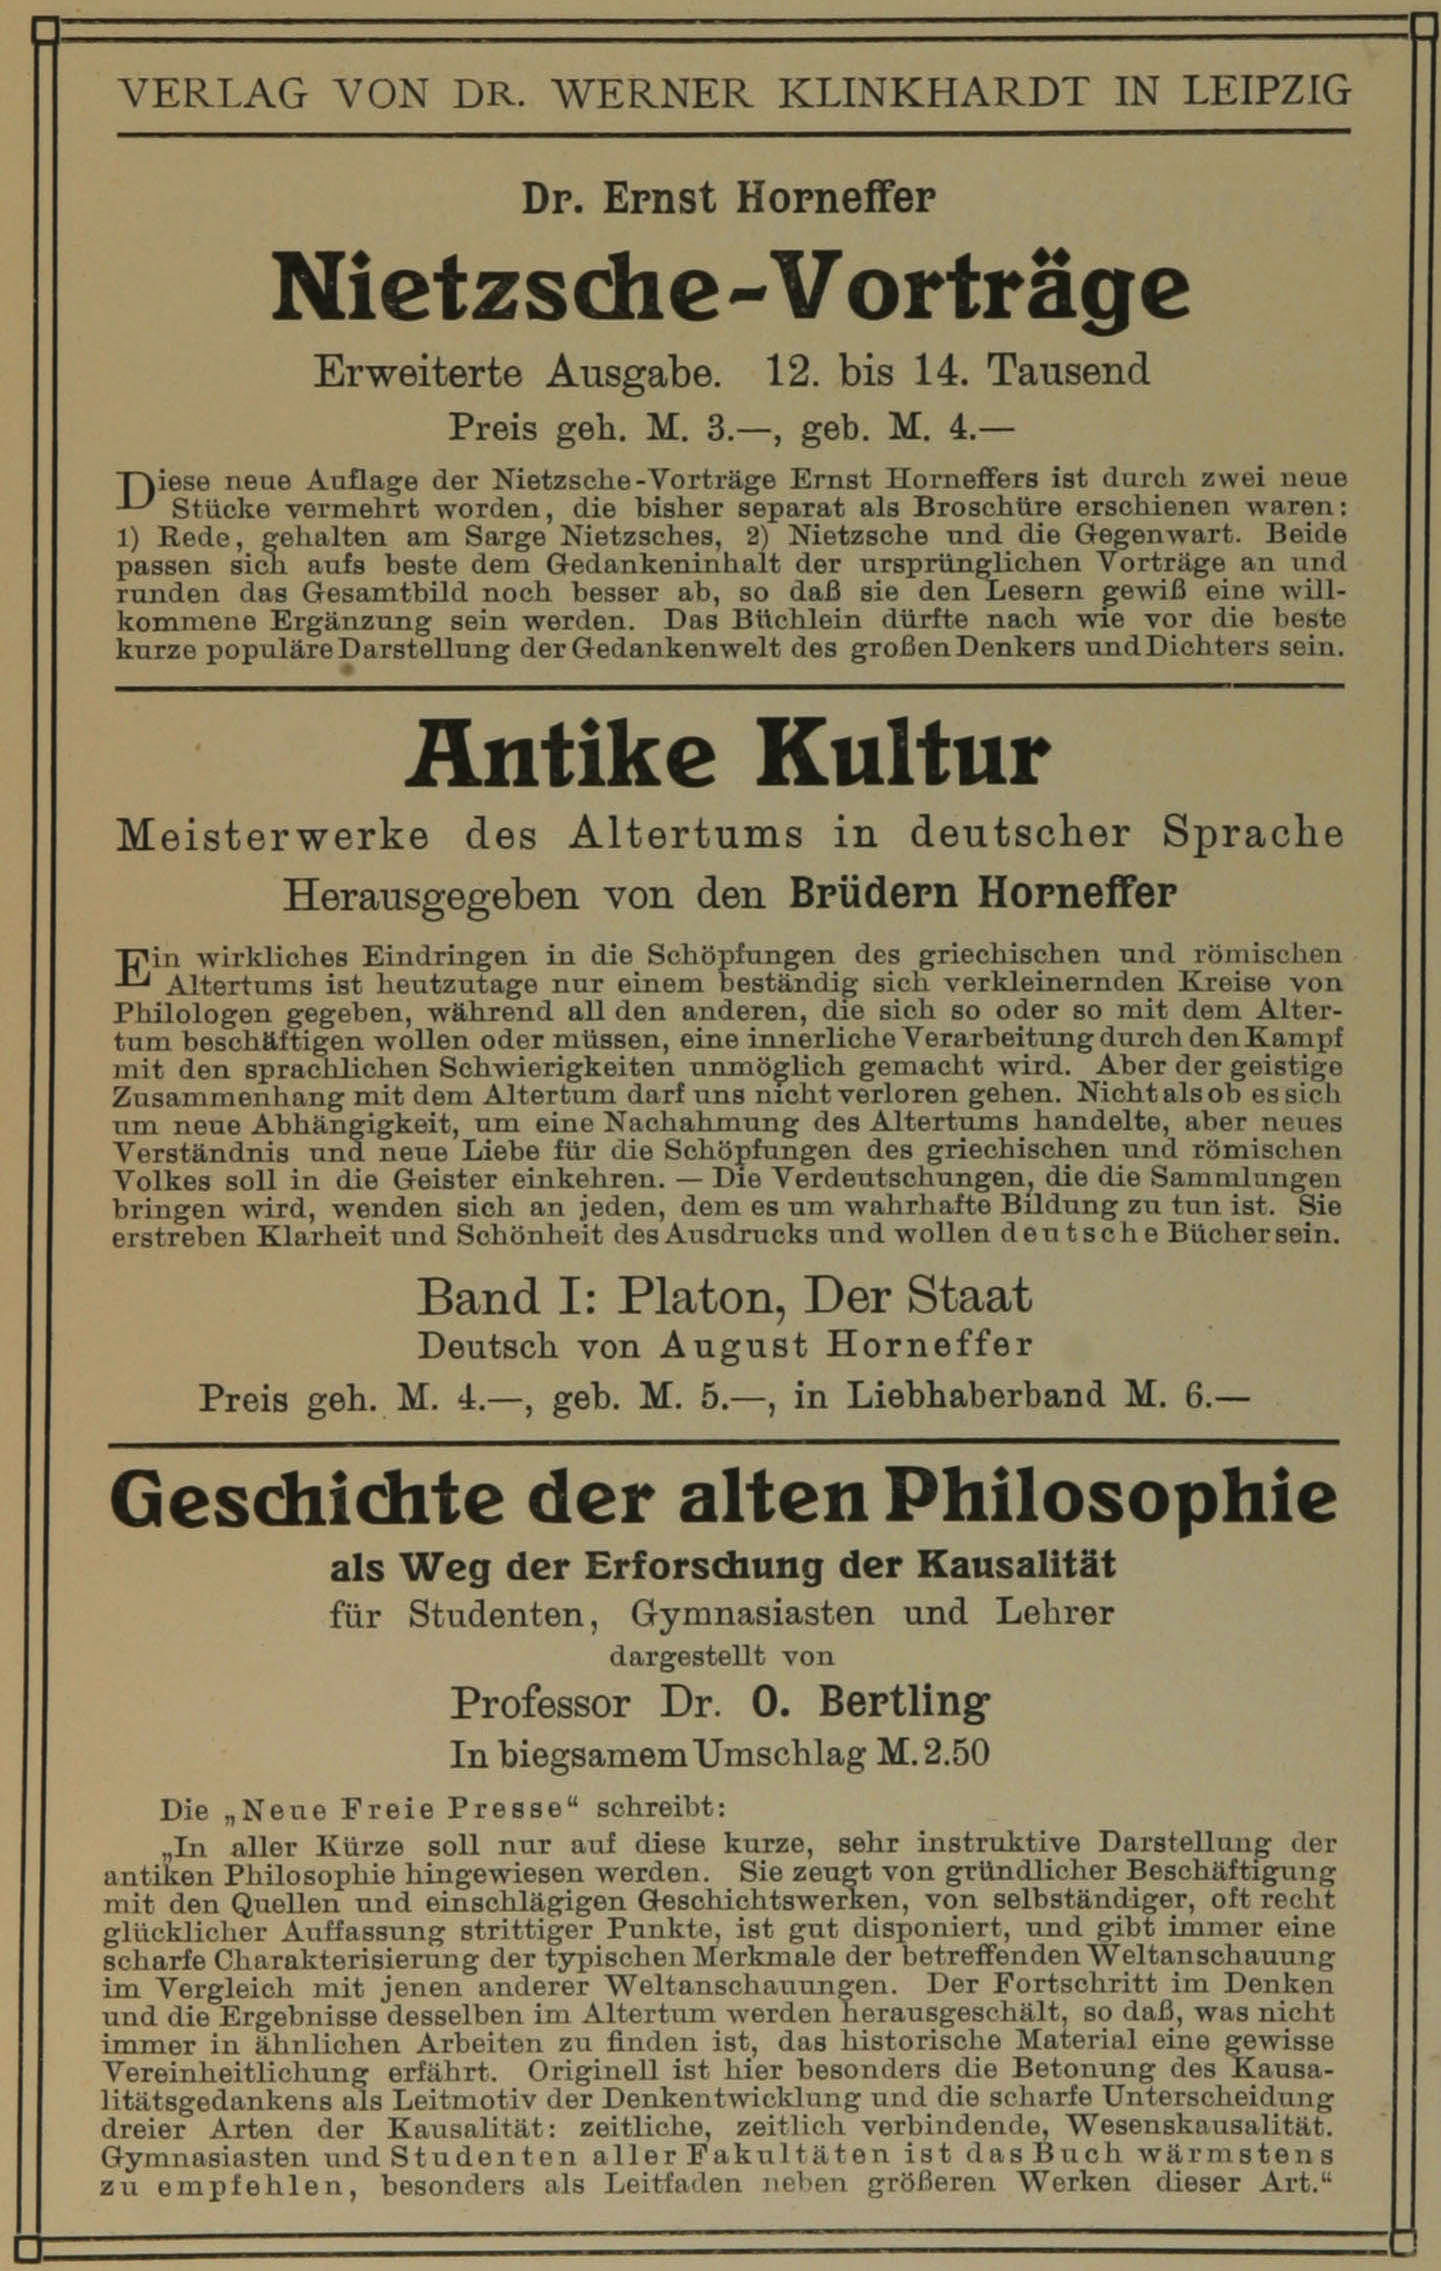 VERLAG VON DR. WERNER KLINKHARDT IN LEIPZIG
Dr. Ernst Horneffer
Nietzsche-Vorträge
Erweiterte Ausgabe. 12. bis 14. Tausend
Preis geh. M. 3.—, geb. M. 4.—
Diese neue Auflage der Nietzsche-Vorträge Ernst Horneffers ist durch zwei neue
Stücke vermehrt worden, die bisher separat als Broschüre erschienen waren:
1) Rede, gehalten am Sarge Nietzsches, 2) Nietzsche und die Gegenwart. Beide
passen sich aufs beste dem Gedankeninhalt der ursprünglichen Vorträge an und
runden das Gesamtbild noch besser ab, so daß sie den Lesern gewiß eine will-
kommene Ergänzung sein werden. Das Büchlein dürfte nach wie vor die beste
kurze populäre Darstellung der Gedankenwelt des großen Denkers und Dichters sein.
Antike Kultur
Meisterwerke des Altertums in deutscher Sprache
Herausgegeben von den Brüdern Horneffer
Ein wirkliches Eindringen in die Schöpfungen des griechischen und römischen
Altertums ist heutzutage nur einem beständig sich verkleinernden Kreise von
Philologen gegeben, während all den anderen, die sich so oder so mit dem Alter-
tum beschäftigen wollen oder müssen, eine innerliche Verarbeitung durch den Kampf
mit den sprachlichen Schwierigkeiten unmöglich gemacht wird. Aber der geistige
Zusammenhang mit dem Altertum darf uns nicht verloren gehen. Nicht als ob es sich
um neue Abhängigkeit, um eine Nachahmung des Altertums handelte, aber neues
Verständnis und neue Liebe für die Schöpfungen des griechischen und römischen
Volkes soll in die Geister einkehren. — Die Verdeutschungen, die die Sammlungen
bringen wird, wenden sich an jeden, dem es um wahrhafte Bildung zu tun ist. Sie
erstreben Klarheit und Schönheit des Ausdrucks und wollen deutsche Bücher sein.
Band I: Platon, Der Staat
Deutsch von August Horneffer
Preis geh. M. 4.—, geb. M. 5.—, in Liebhaberband M. 6.—
Geschichte der alten Philosophie
als Weg der Erforschung der Kausalität
für Studenten, Gymnasiasten und Lehrer
dargestellt von
Professor Dr. O. Bertling
In biegsamem Umschlag M. 2.50
Die „Neue Freie Presse“ schreibt:
„In aller Kürze soll nur auf diese kurze, sehr instruktive Darstellung der
antiken Philosophie hingewiesen werden. Sie zeugt von gründlicher Beschäftigung
mit den Quellen und einschlägigen Geschichtswerken, von selbständiger, oft recht
glücklicher Auffassung strittiger Punkte, ist gut disponiert, und gibt immer eine
scharfe Charakterisierung der typischen Merkmale der betreffenden Weltanschauung
im Vergleich mit jenen anderer Weltanschauungen. Der Fortschritt im Denken
und die Ergebnisse desselben im Altertum werden herausgeschält, so daß, was nicht
immer in ähnlichen Arbeiten zu finden ist, das historische Material eine gewisse
Vereinheitlichung erfährt. Originell ist hier besonders die Betonung des Kausa-
litätsgedankens als Leitmotiv der Denkentwicklung und die scharfe Unterscheidung
dreier Arten der Kausalität: zeitliche, zeitlich verbindende, Wesenskausalität.
Gymnasiasten und Studenten aller Fakultäten ist das Buch wärmstens
zu empfehlen, besonders als Leitfaden neben größeren Werken dieser Art.“